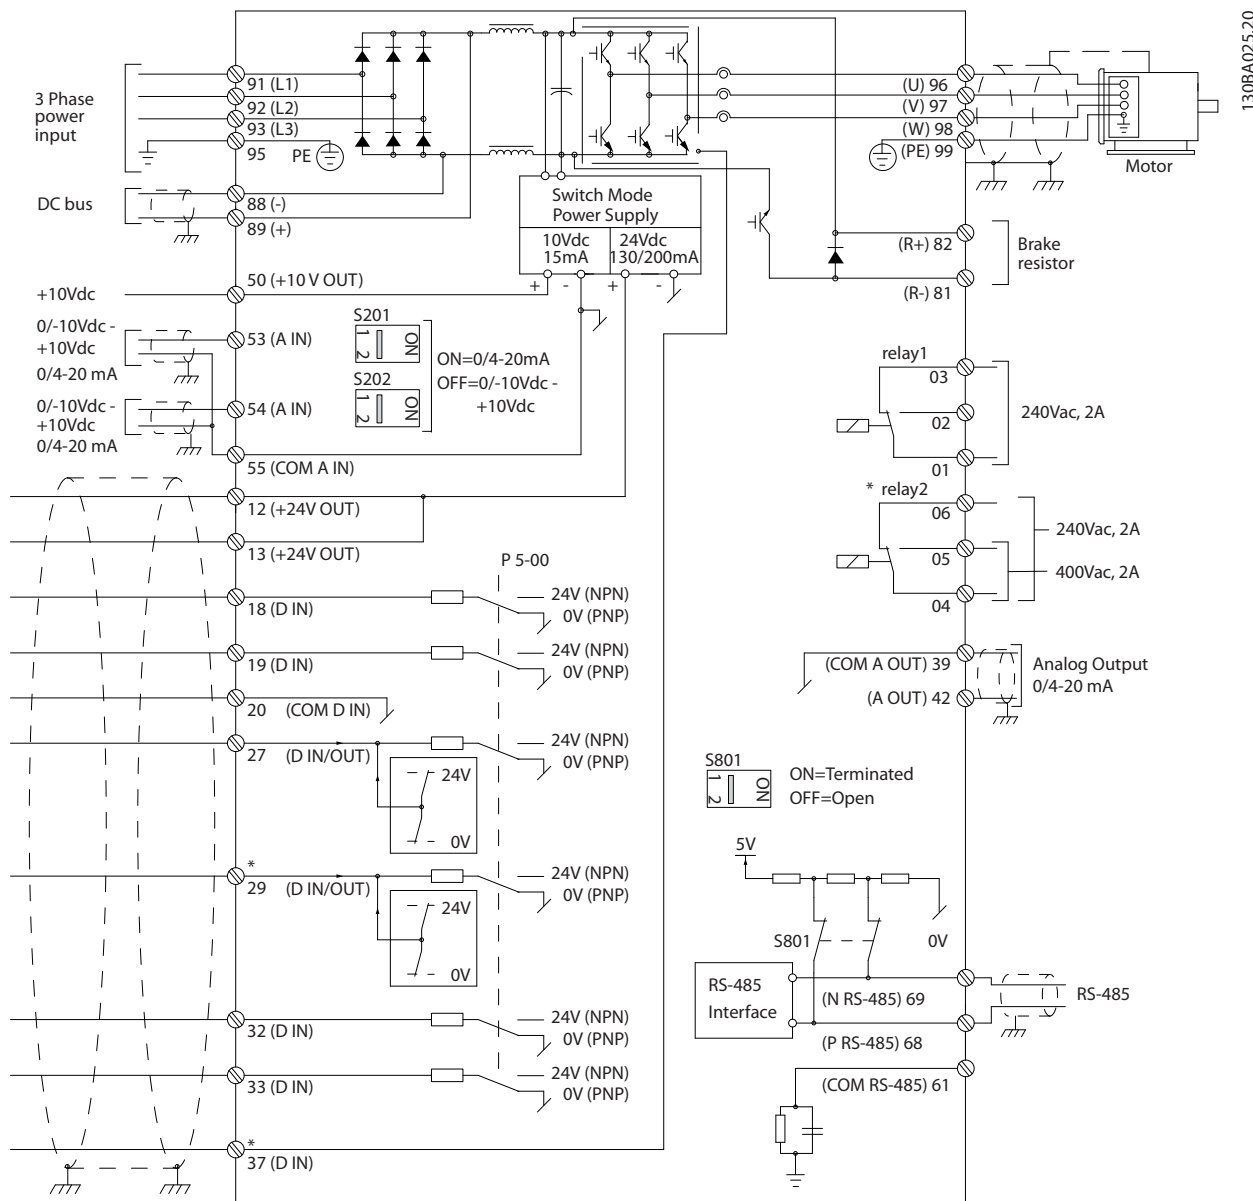 130BA025.20
3 Phase
power
input
91 (L1)
92 (L2)
93 (L3)
95
PE
DC bus
88 (-)
89 (+)
Switch Mode
Power Supply
10Vdc
15mA
24Vdc
130/200mA
+ - + -
(U) 96
(V) 97
(W) 98
(PE) 99
Motor
(R+) 82
(R-) 81
Brake
resistor
+10Vdc
50 (+10 V OUT)
0/-10Vdc -
+10Vdc
0/4-20 mA
53 (A IN)
0/-10Vdc -
+10Vdc
0/4-20 mA
54 (A IN)
55 (COM A IN)
S201
1 2 ON
S202
1 2 ON
ON=0/4-20mA
OFF=0/-10Vdc -
+10Vdc
relay1
03
02
01
240Vac, 2A
* relay2
06
05
04
240Vac, 2A
400Vac, 2A
12 (+24V OUT)
13 (+24V OUT)
P 5-00
18 (D IN)
24V (NPN)
0V (PNP)
19 (D IN)
24V (NPN)
0V (PNP)
20 (COM D IN)
27 (D IN/OUT)
24V (NPN)
0V (PNP)
24V
0V
*
29 (D IN/OUT)
24V (NPN)
0V (PNP)
24V
0V
32 (D IN)
24V (NPN)
0V (PNP)
33 (D IN)
24V (NPN)
0V (PNP)
*
37 (D IN)
(COM A OUT) 39
(A OUT) 42
Analog Output
0/4-20 mA
S801
1 2 ON
ON=Terminated
OFF=Open
5V
S801
0V
RS-485
Interface
(N RS-485) 69
(P RS-485) 68
RS-485
(COM RS-485) 61